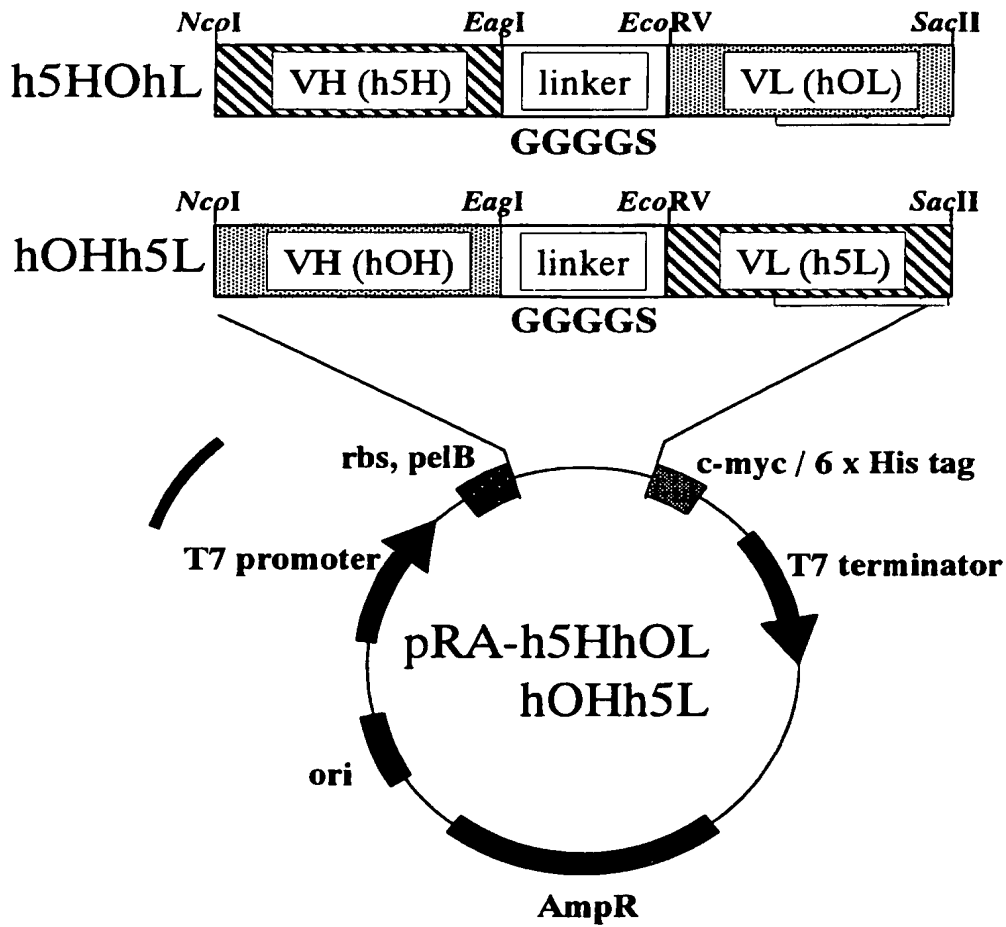 NcoI EagI EcoRV SacII
h5HOhL VH (h5H) linker VL (hOL)
GGGGS
NcoI EagI EcoRV SacII
hOHh5L VH (hOH) linker VL (h5L)
GGGGS
rbs, pelB c-myc / 6 x His tag
T7 promoter T7 terminator
pRA-h5HhOL
hOHh5L
ori
AmpR